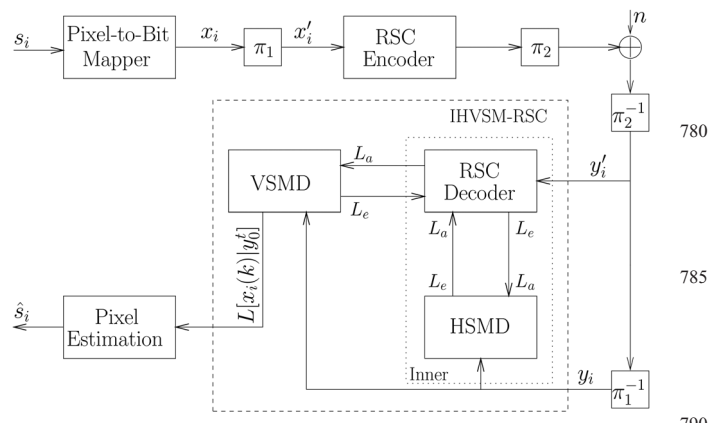 s_i
Pixel-to-Bit
Mapper
x_i
π_1
x'_i
RSC
Encoder
π_2
n
π_2^{-1}
780
IHVSM-RSC
VSMD
L_a
L_e
RSC
Decoder
y'_i
L_a
L_e
L_e
L_a
785
L[x_i(k)|y_0^t]
ŝ_i
Pixel
Estimation
HSMD
Inner
y_i
π_1^{-1}